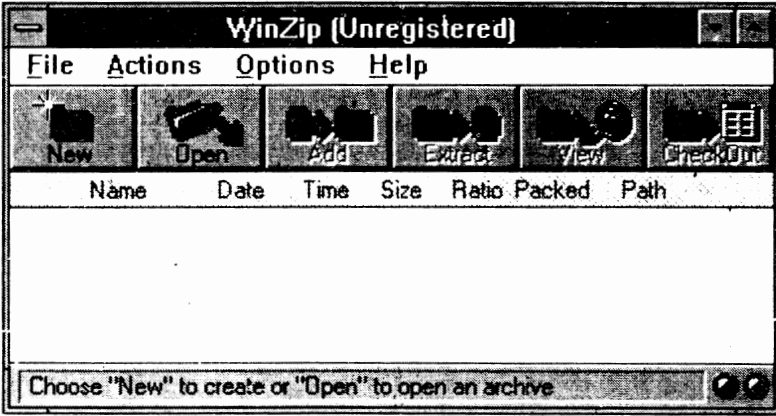 WinZip (Unregistered)
File Actions Options Help
New Open Add Extract View CheckOut
Name Date Time Size Ratio Packed Path
Choose "New" to create or "Open" to open an archive